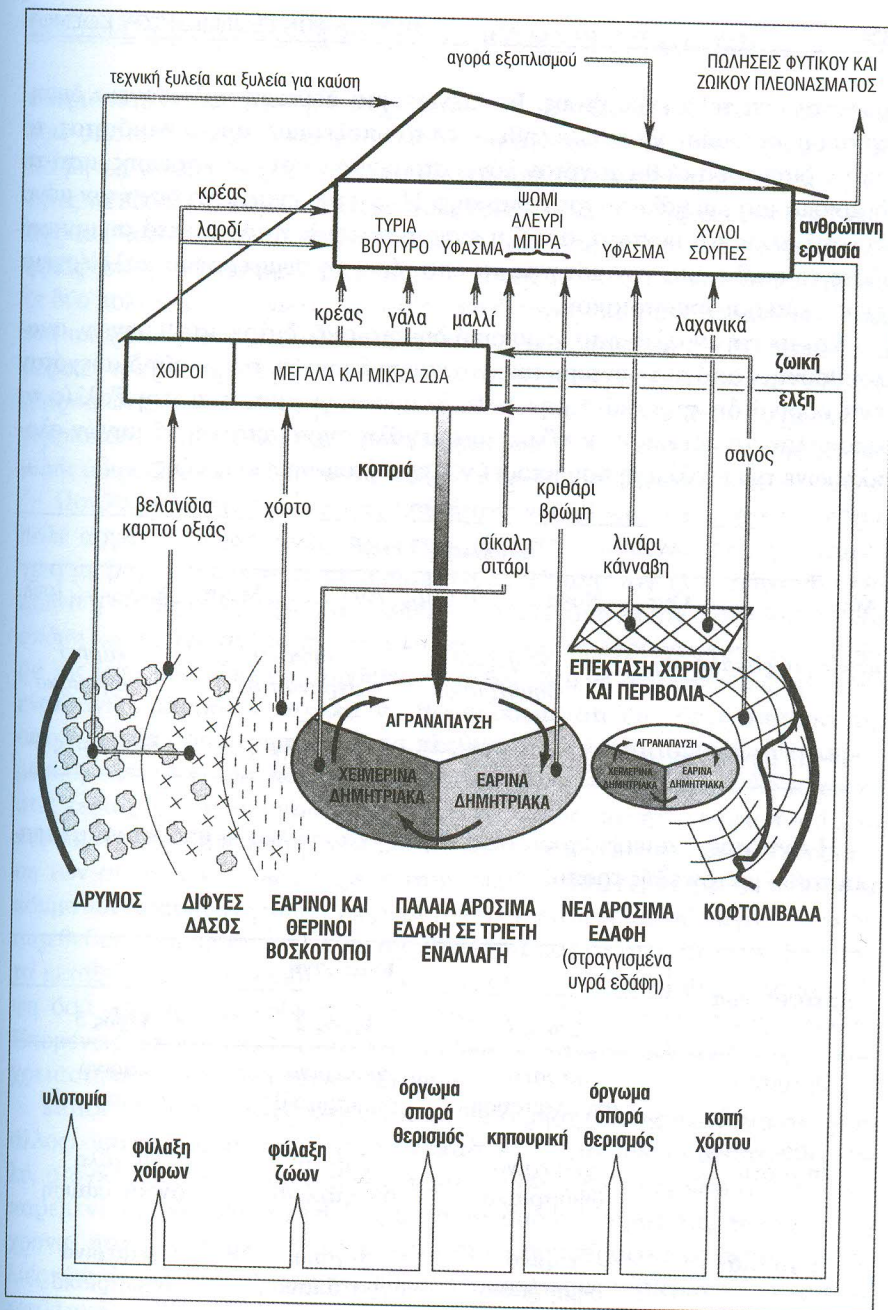 τεχνική ξυλεία και ξυλεία για καύση
αγορά εξοπλισμού
ΠΩΛΗΣΕΙΣ ΦΥΤΙΚΟΥ ΚΑΙ
ΖΩΙΚΟΥ ΠΛΕΟΝΑΣΜΑΤΟΣ
κρέας
λαρδί
ΤΥΡΙΑ
ΒΟΥΤΥΡΟ
ΥΦΑΣΜΑ
ΨΩΜΙ
ΑΛΕΥΡΙ
ΜΠΙΡΑ
ΥΦΑΣΜΑ
ΧΥΛΟΙ
ΣΟΥΠΕΣ
ανθρώπινη
εργασία
κρέας
γάλα
μαλλί
λαχανικά
ΧΟΙΡΟΙ
ΜΕΓΑΛΑ ΚΑΙ ΜΙΚΡΑ ΖΩΑ
ζωική
έλξη
κοπριά
σανός
βελανίδια
καρποί οξιάς
χόρτο
κριθάρι
βρώμη
σίκαλη
σιτάρι
λινάρι
κάνναβη
ΕΠΕΚΤΑΣΗ ΧΩΡΙΟΥ
ΚΑΙ ΠΕΡΙΒΟΛΙΑ
ΑΓΡΑΝΑΠΑΥΣΗ
ΧΕΙΜΕΡΙΝΑ
ΔΗΜΗΤΡΙΑΚΑ
ΕΑΡΙΝΑ
ΔΗΜΗΤΡΙΑΚΑ
ΑΓΡΑΝΑΠΑΥΣΗ
ΧΕΙΜΕΡΙΝΑ
ΔΗΜΗΤΡΙΑΚΑ
ΕΑΡΙΝΑ
ΔΗΜΗΤΡΙΑΚΑ
ΔΡΥΜΟΣ
ΔΙΦΥΕΣ
ΔΑΣΟΣ
ΕΑΡΙΝΟΙ ΚΑΙ
ΘΕΡΙΝΟΙ
ΒΟΣΚΟΤΟΠΟΙ
ΠΑΛΑΙΑ ΑΡΟΣΙΜΑ
ΕΔΑΦΗ ΣΕ ΤΡΙΕΤΗ
ΕΝΑΛΛΑΓΗ
ΝΕΑ ΑΡΟΣΙΜΑ
ΕΔΑΦΗ
(στραγγισμένα
υγρά εδάφη)
ΚΟΦΤΟΛΙΒΑΔΑ
υλοτομία
φύλαξη
χοίρων
φύλαξη
ζώων
όργωμα
σπορά
θερισμός
κηπουρική
όργωμα
σπορά
θερισμός
κοπή
χόρτου